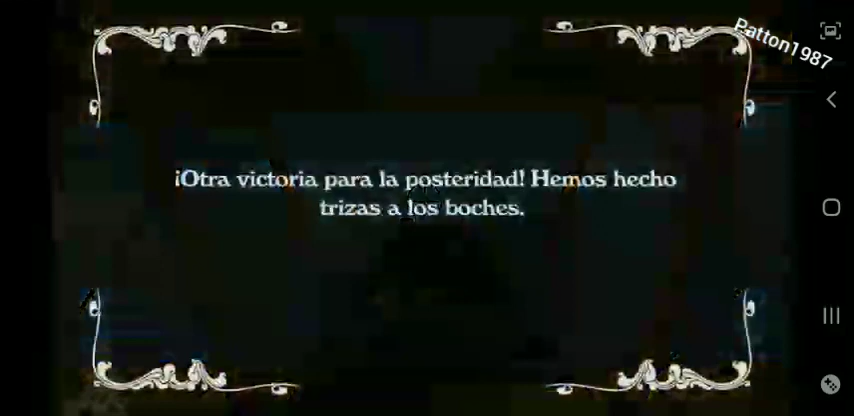 Patton1987
¡Otra victoria para la posteridad! Hemos hecho
trizas a los boches.